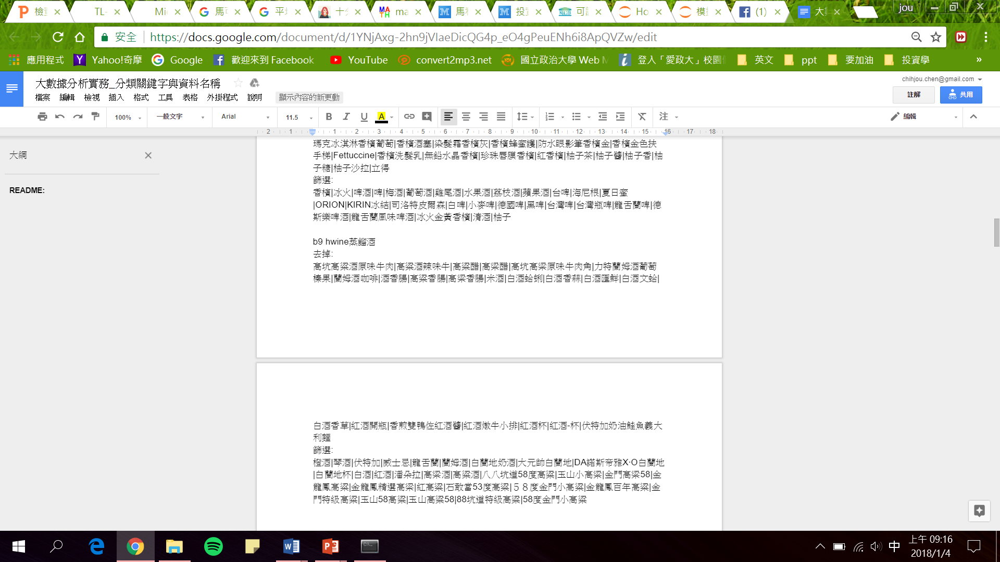 檢 TL- Mic 馬 平 十 ma 馬 投 可 Ho 模 (1) 大 jou
安全 https://docs.google.com/document/d/1YNjAxg-2hn9jVIaeDicQG4p_eO4gPeuENh6i8ApQVZw/edit
應用程式 Yahoo!奇摩 Google 歡迎來到 Facebook YouTube convert2mp3.net 國立政治大學 Web M 登入「愛政大」校園 英文 ppt 要加油 投資學 »
大數據分析實務_分類關鍵字與資料名稱
chihjou.chen@gmail.com
檔案 編輯 檢視 插入 格式 工具 表格 外掛程式 說明 顯示內容的新更動
註解 共用
100% 一般文字 Arial 11.5 B I U A 注 編輯
2 1 1 2 3 4 5 6 7 8 9 10 11 12 13 14 15 16 17 18
大綱
README:
瑪克冰淇淋香檳葡萄|香檳酒塞|染髮霜香檳灰|香檳蜂蜜護|防水眼影筆香檳金|香檳金色扶
手梯|Fettuccine|香檳洗髮乳|無鉛水晶香檳|珍珠唇膜香檳|紅香檳|柚子茶|柚子醬|柚子香|柚
子糖|柚子沙拉|立得
篩選:
香檳|冰火|啤酒|啤|梅酒|葡萄酒|雞尾酒|水果酒|荔枝酒|蘋果酒|台啤|海尼根|夏日蜜
|ORION|KIRIN冰結|司洛特皮爾森|白啤|小麥啤|德國啤|黑啤|台灣啤|台灣瓶啤|龍舌蘭啤|德
斯樂啤酒|龍舌蘭風味啤酒|冰火金黃香檳|清酒|柚子
b9 hwine蒸餾酒
去掉:
高坑高粱酒原味牛肉|高粱酒辣味牛|高粱醋|高梁醋|高坑高梁原味牛肉角|力特蘭姆酒葡萄
榛果|蘭姆酒咖啡|酒香腸|高粱香腸|高梁香腸|米酒|白酒蛤蜊|白酒香蒜|白酒匯鮮|白酒文蛤|
白酒香草|紅酒開瓶|香煎雙鴨佐紅酒醬|紅酒燉牛小排|紅酒杯|紅酒-杯|伏特加奶油鮭魚義大
利麵
篩選:
橙酒|琴酒|伏特加|威士忌|龍舌蘭|蘭姆酒|白蘭地奶酒|大元帥白蘭地|DA諾斯帝雅X·O白蘭地
|白蘭地杯|白酒|紅酒|潘朵拉|高梁酒|高粱酒|八八坑道58度高粱|玉山小高粱|金門高梁58|金
龍鳳高粱|金龍鳳精選高粱|紅高粱|石敢當53度高粱|５８度金門小高粱|金龍鳳百年高粱|金
門特級高粱|玉山58高粱|玉山高粱58|88坑道特級高粱|58度金門小高粱
中 上午 09:16
2018/1/4